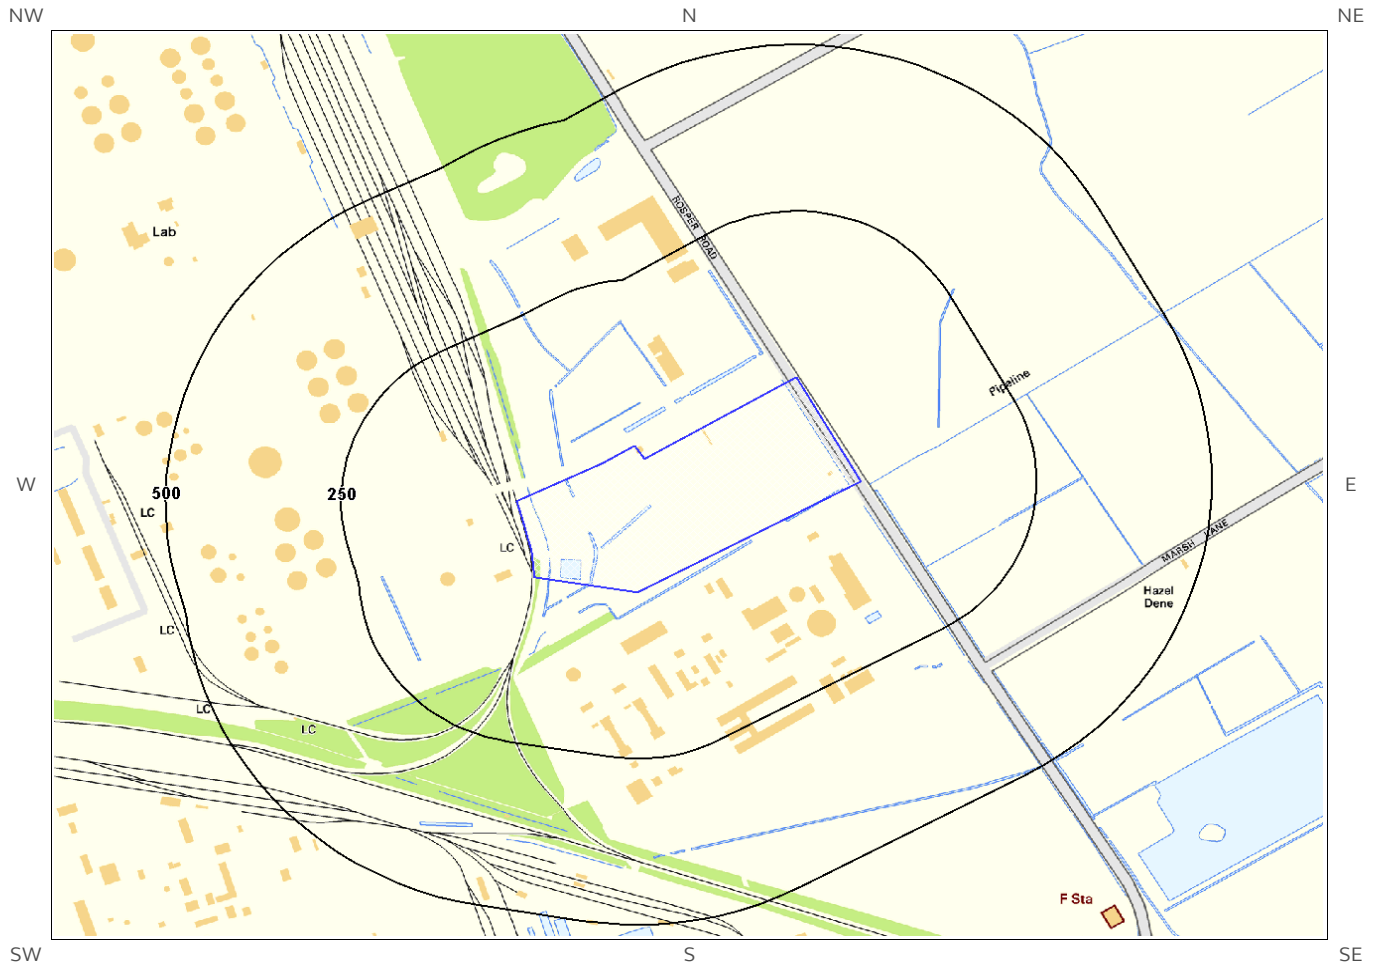 NW
N
NE
ROSPER ROAD
Lab
Pipeline
W
E
500
250
LC
LC
MARSH LANE
Hazel
Dene
LC
LC
LC
F Sta
SW
S
SE